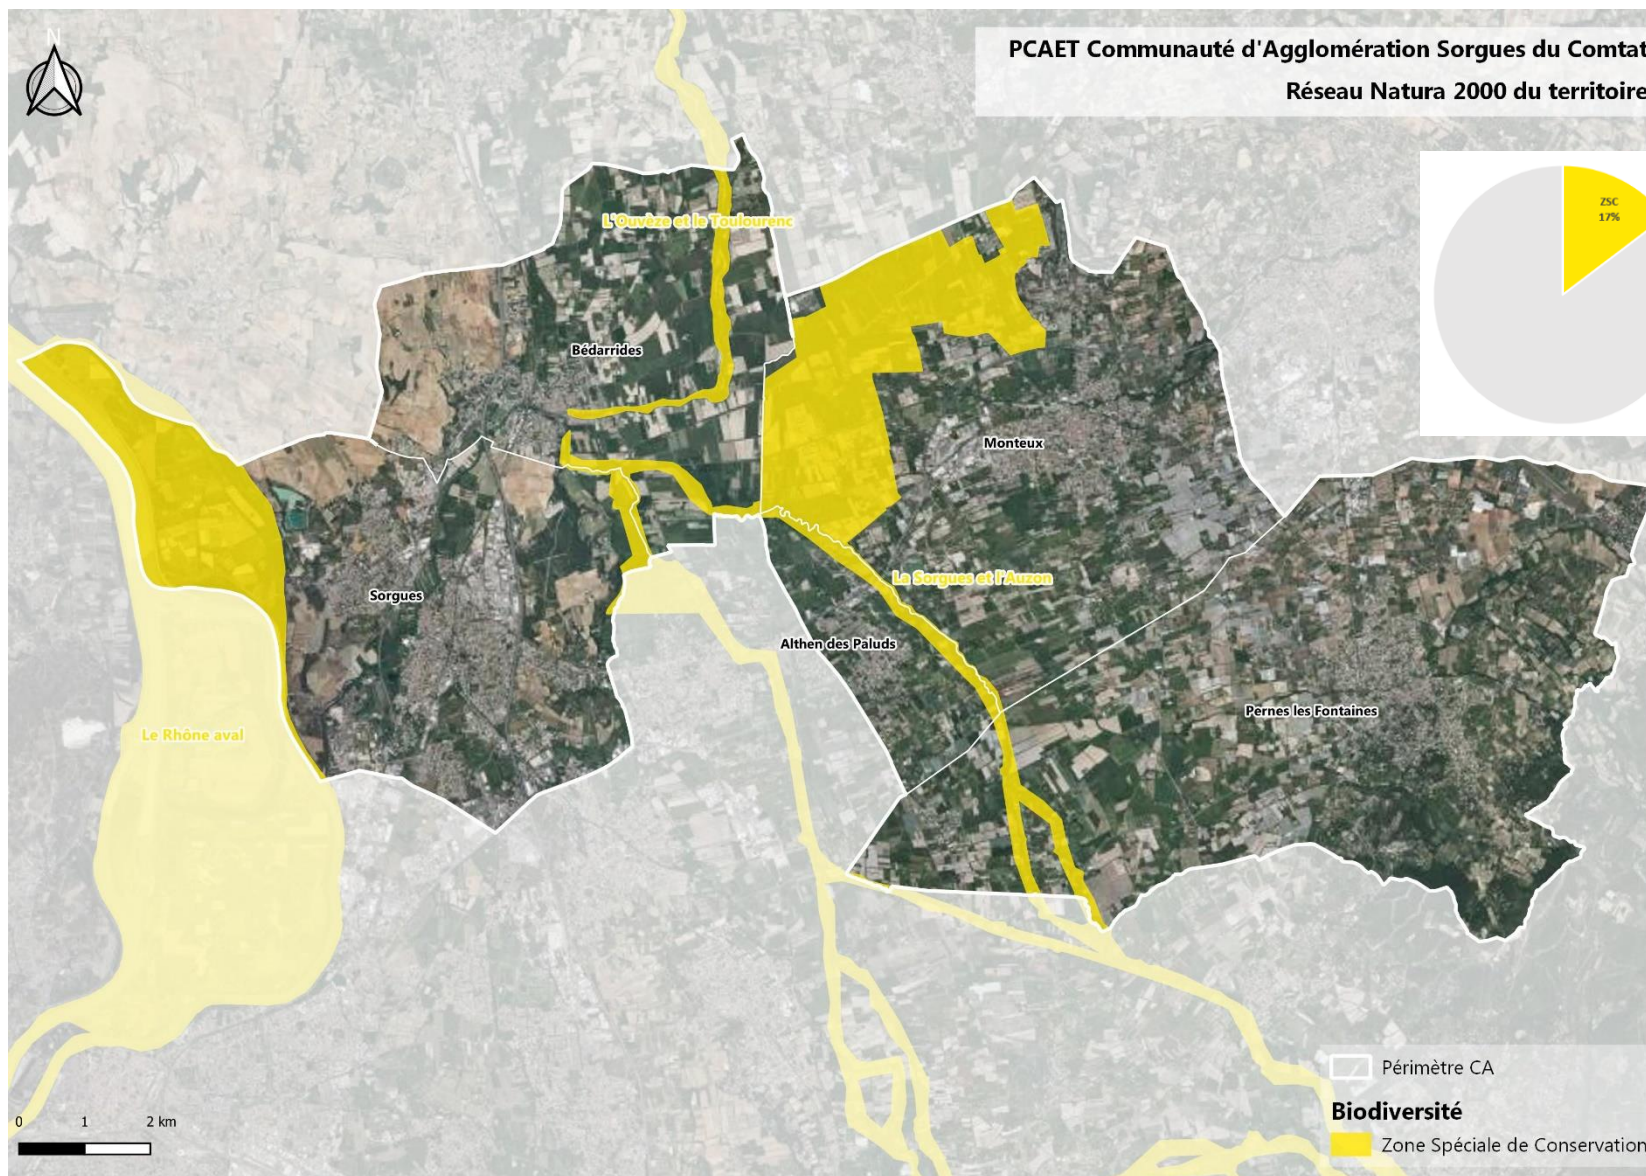 N
PCAET Communauté d'Agglomération Sorgues du Comtat
Réseau Natura 2000 du territoire
ZSC
17%
L'Ouvèze et le Toulourenc
Bédarrides
Monteux
La Sorgues et l'Auzon
Sorgues
Althen des Paluds
Pernes les Fontaines
Le Rhône aval
Périmètre CA
Biodiversité
Zone Spéciale de Conservation
0 1 2 km